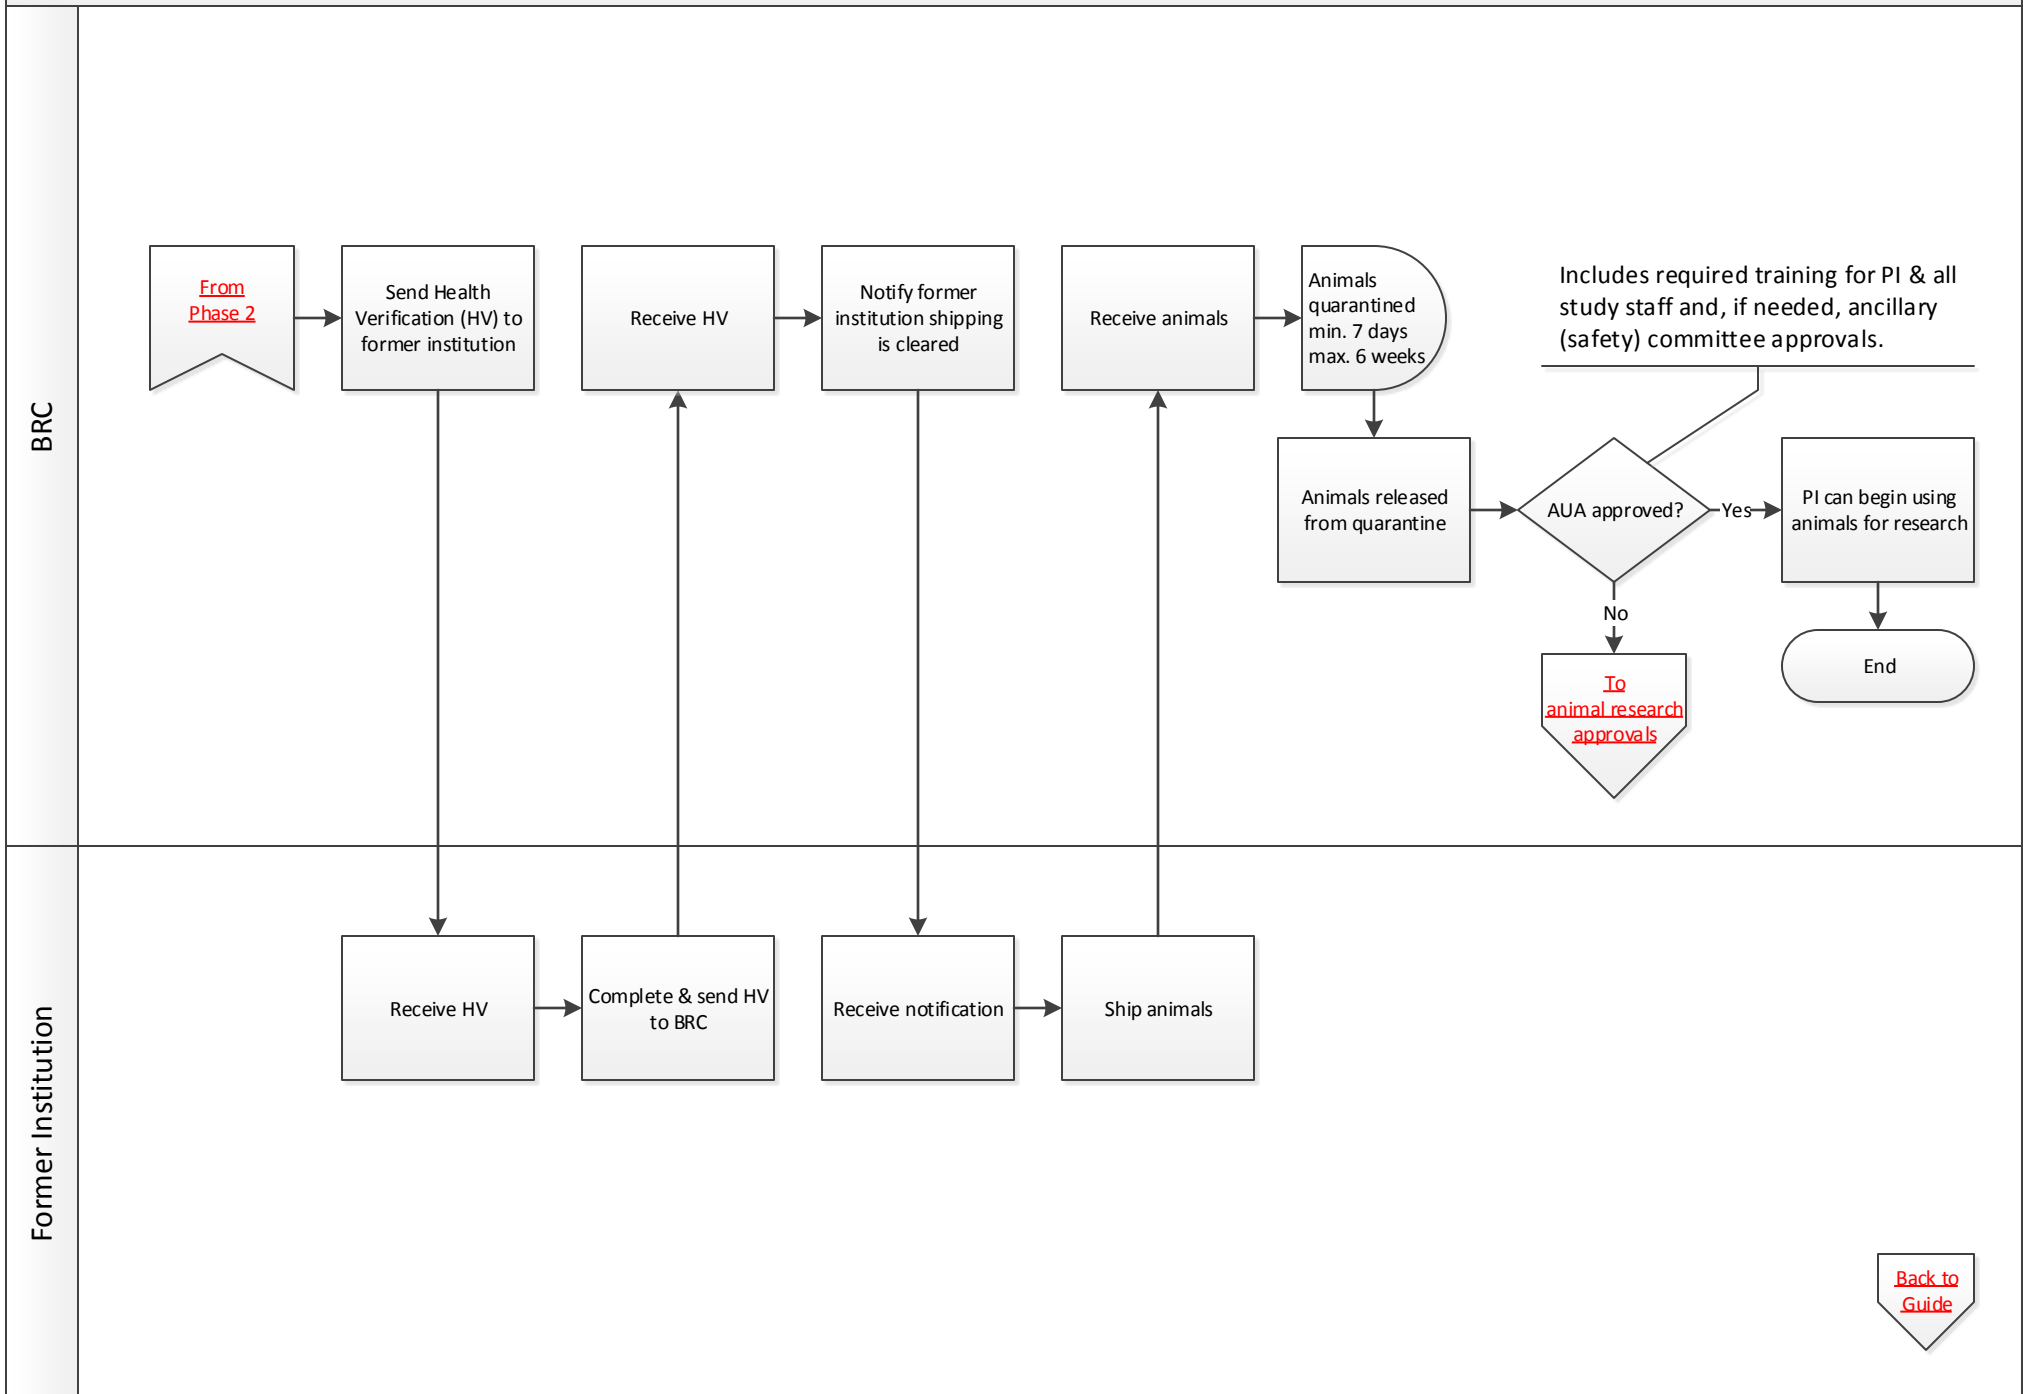 BRC
From
Phase 2
Send Health
Verification (HV) to
former institution
Receive HV
Notify former
institution shipping
is cleared
Receive animals
Animals
quarantined
min. 7 days
max. 6 weeks
Includes required training for PI & all
study staff and, if needed, ancillary
(safety) committee approvals.
Animals released
from quarantine
AUA approved?
Yes
PI can begin using
animals for research
No
End
To
animal research
approvals
Former Institution
Receive HV
Complete & send HV
to BRC
Receive notification
Ship animals
Back to
Guide